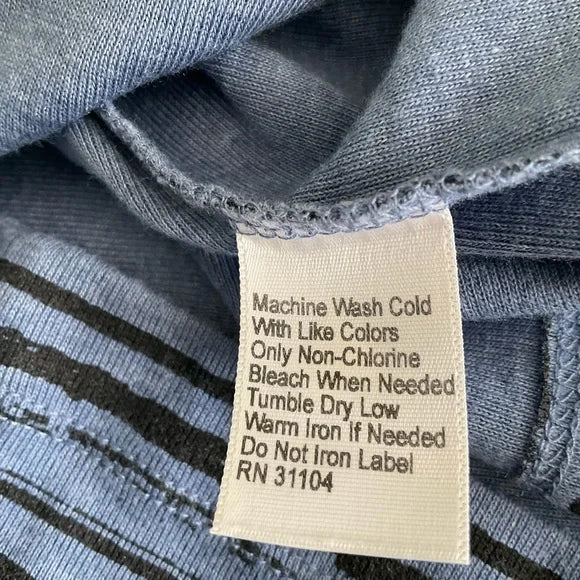 Machine Wash Cold
With Like Colors
Only Non-Chlorine
Bleach When Needed
Tumble Dry Low
Warm Iron If Needed
Do Not Iron Label
RN 31104